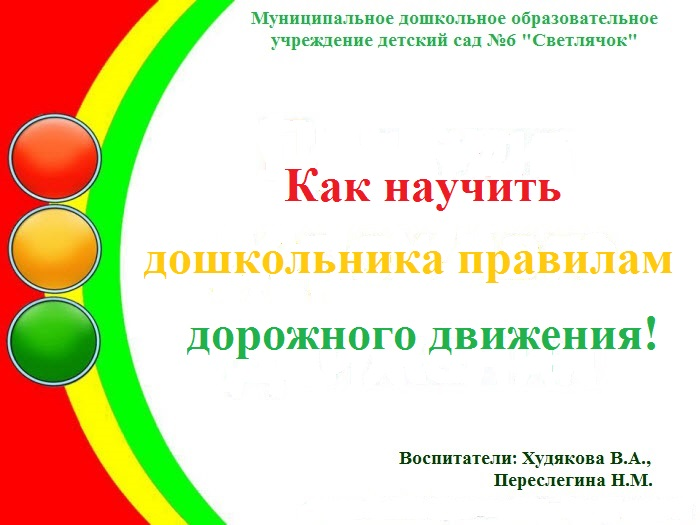 Муниципальное дошкольное образовательное
учреждение детский сад №6 "Светлячок"
Как научить
дошкольника правилам
дорожного движения!
Воспитатели: Худякова В.А.,
Переслегина Н.М.